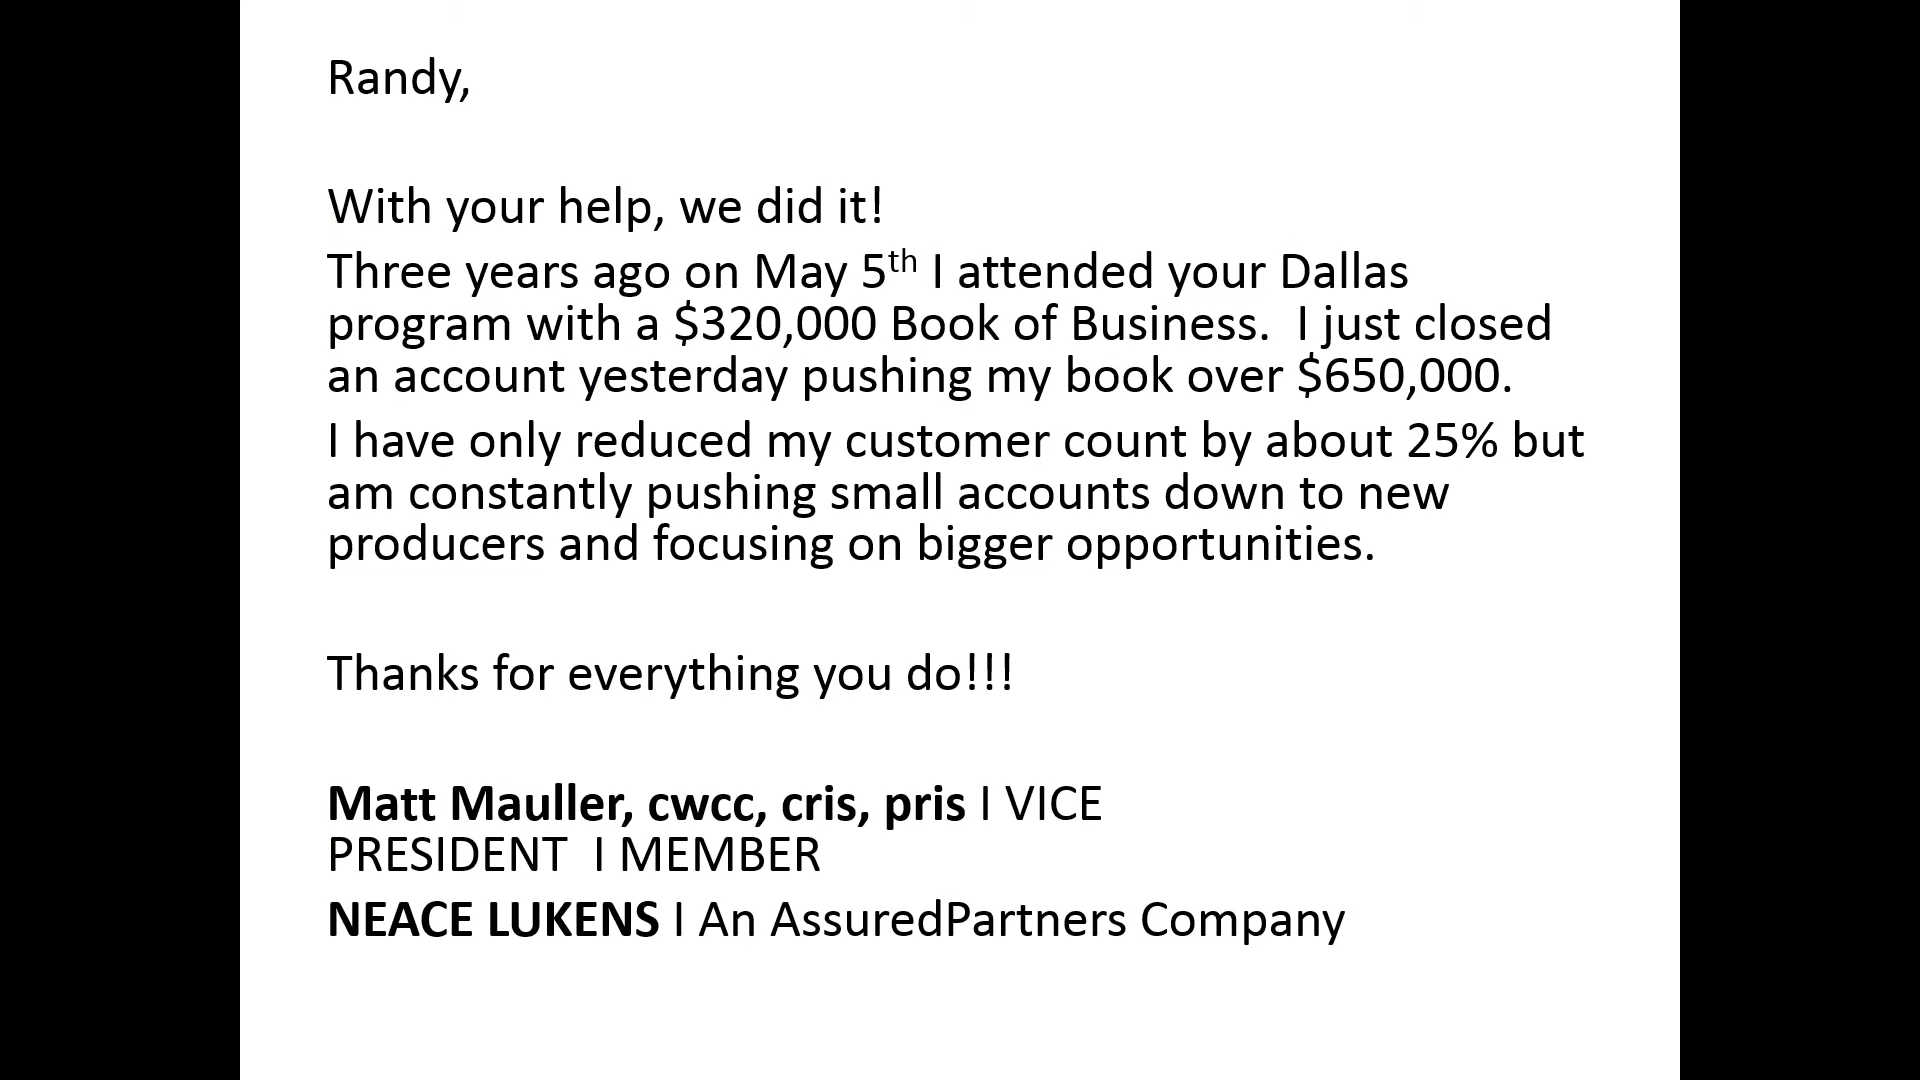 Randy,
With your help, we did it!
Three years ago on May 5th I attended your Dallas
program with a $320,000 Book of Business.  I just closed
an account yesterday pushing my book over $650,000.
I have only reduced my customer count by about 25% but
am constantly pushing small accounts down to new
producers and focusing on bigger opportunities.
Thanks for everything you do!!!
Matt Mauller, cwcc, cris, pris I VICE
PRESIDENT  I MEMBER
NEACE LUKENS I An AssuredPartners Company